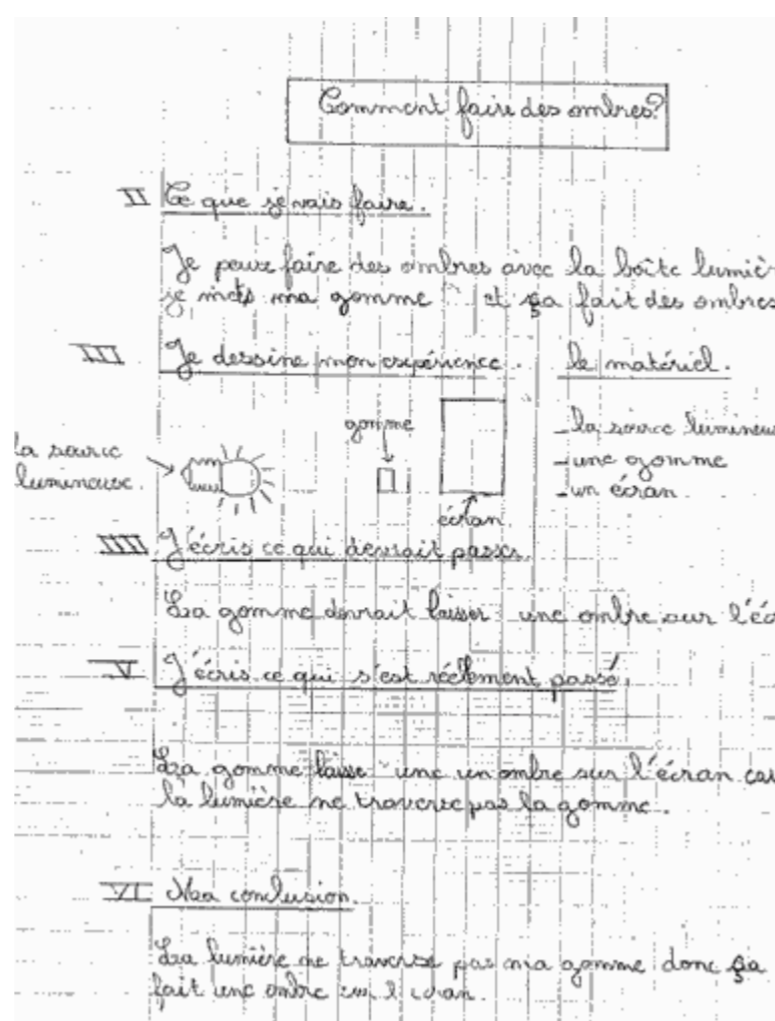 Comment faire des ombres?
II Ce que je vais faire.
Je peux faire des ombres avec la boîte lumièr
je mets ma gomme et ça fait des ombres
III Je dessine mon expérience. le matériel.
gomme
la source
lumineuse.
- la source lumineus
- une gomme
- un écran.
écran
IIII J'écris ce qui devrait passer.
La gomme devrait laisser une ombre sur l'éc
V J'écris ce qui s'est réellement passé.
La gomme laisse une un ombre sur l'écran car
la lumière ne traverse pas la gomme.
VI Ma conclusion.
La lumière ne traverse pas ma gomme donc ça
fait une ombre sur l'écran.